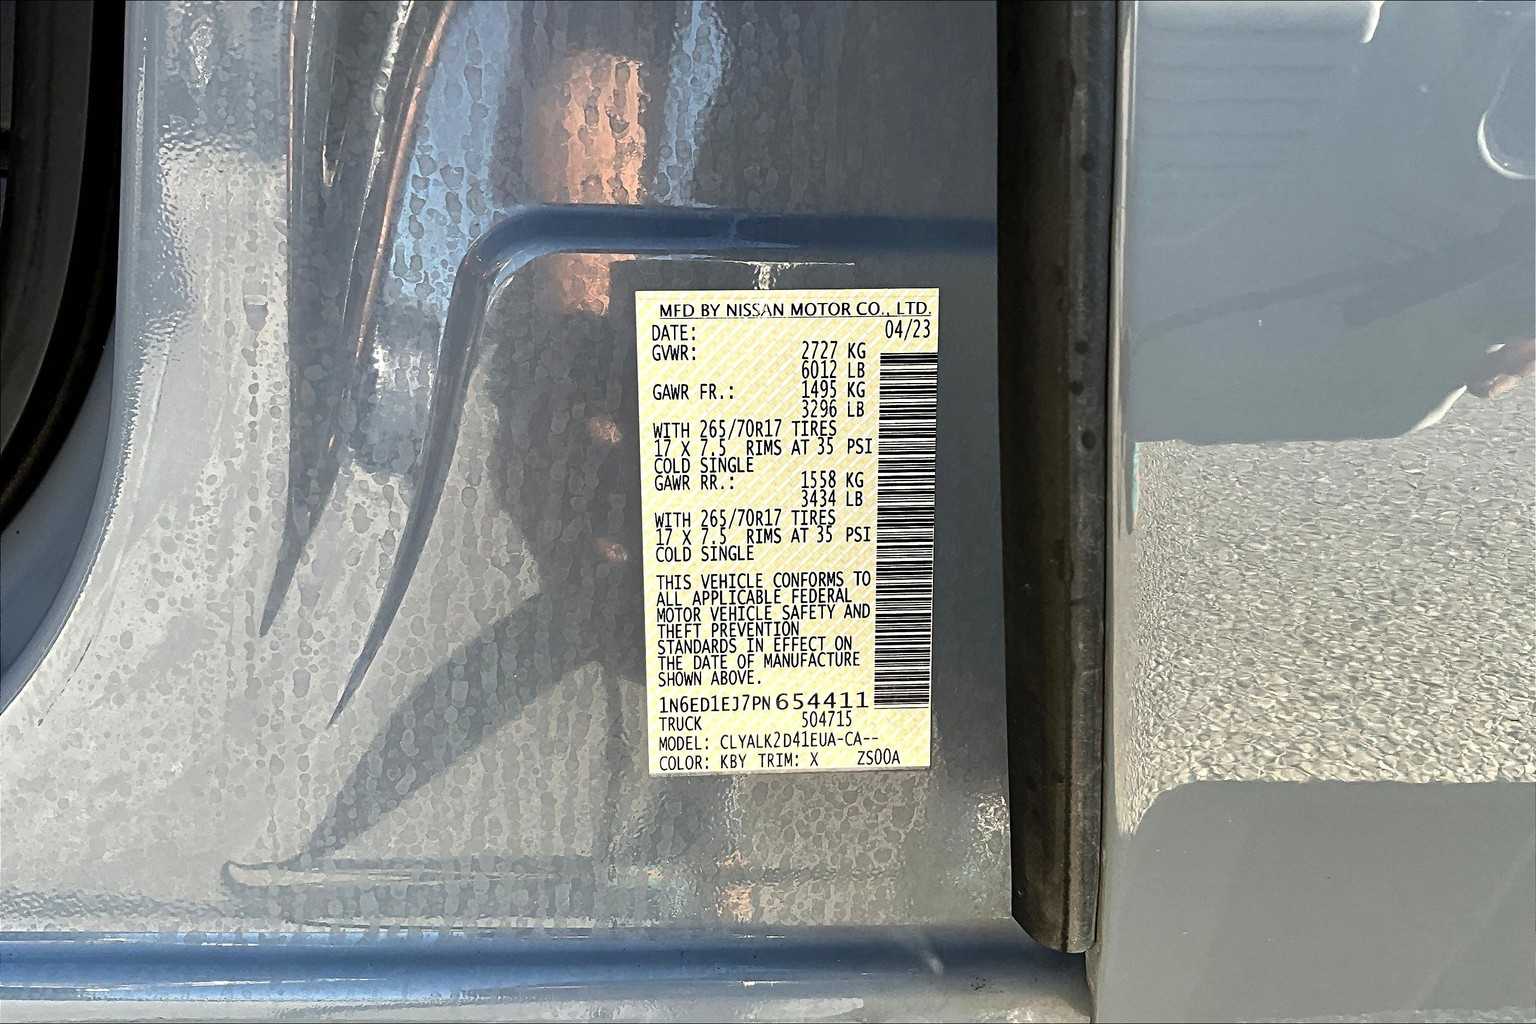 MFD BY NISSAN MOTOR CO., LTD.
DATE: 04/23
GVWR: 2727 KG
6012 LB
GAWR FR.: 1495 KG
3296 LB
WITH 265/70R17 TIRES
17 X 7.5 RIMS AT 35 PSI
COLD SINGLE
GAWR RR.: 1558 KG
3434 LB
WITH 265/70R17 TIRES
17 X 7.5 RIMS AT 35 PSI
COLD SINGLE
THIS VEHICLE CONFORMS TO
ALL APPLICABLE FEDERAL
MOTOR VEHICLE SAFETY AND
THEFT PREVENTION
STANDARDS IN EFFECT ON
THE DATE OF MANUFACTURE
SHOWN ABOVE.
1N6ED1EJ7PN654411
TRUCK 504715
MODEL: CLYALK2D41EUA-CA--
COLOR: KBY TRIM: X ZS00A